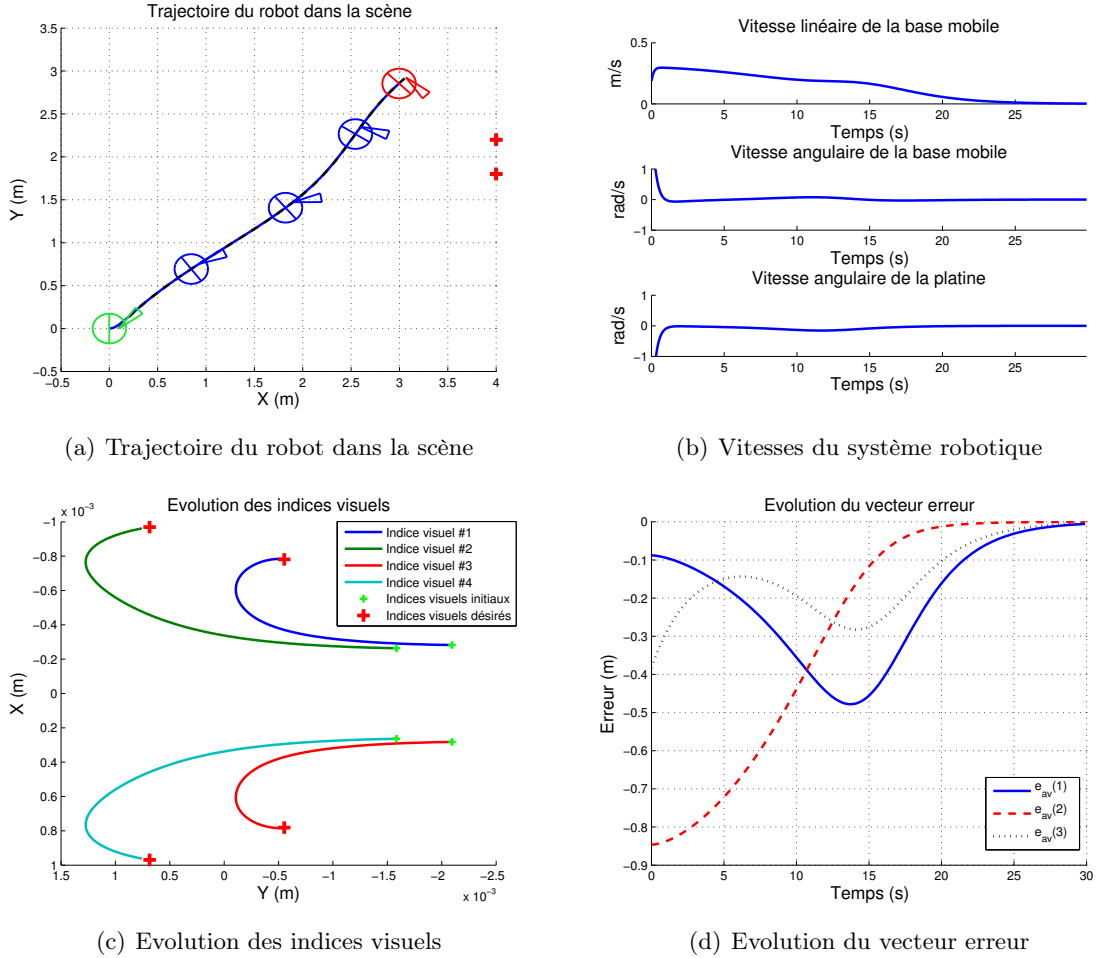 Trajectoire du robot dans la scène
3.5
3
2.5
2
1.5
1
0.5
0
−0.5
Y (m)
−0.5 0 0.5 1 1.5 2 2.5 3 3.5 4
X (m)
(a) Trajectoire du robot dans la scène
Vitesse linéaire de la base mobile
0.5
0
m/s
0 5 10 15 20 25
Temps (s)
Vitesse angulaire de la base mobile
1
0
−1
rad/s
0 5 10 15 20 25
Temps (s)
Vitesse angulaire de la platine
1
0
−1
rad/s
0 5 10 15 20 25
Temps (s)
(b) Vitesses du système robotique
x 10⁻³
Evolution des indices visuels
−1
−0.8
−0.6
−0.4
−0.2
0
0.2
0.4
0.6
0.8
1
X (m)
Indice visuel #1
Indice visuel #2
Indice visuel #3
Indice visuel #4
Indices visuels initiaux
Indices visuels désirés
1.5 1 0.5 0 −0.5 −1 −1.5 −2 −2.5
Y (m)
x 10⁻³
(c) Evolution des indices visuels
Evolution du vecteur erreur
0
−0.1
−0.2
−0.3
−0.4
−0.5
−0.6
−0.7
−0.8
−0.9
Erreur (m)
e_av(1)
e_av(2)
e_av(3)
0 5 10 15 20 25 30
Temps (s)
(d) Evolution du vecteur erreur